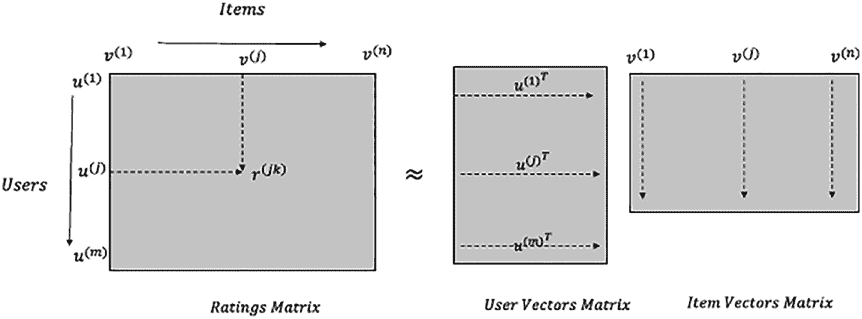 Items
v⁽¹⁾ v⁽ʲ⁾ v⁽ⁿ⁾
u⁽¹⁾
Users u⁽ʲ⁾ r⁽ʲᵏ⁾
u⁽ᵐ⁾
Ratings Matrix
≈
u⁽¹⁾ᵀ
u⁽ʲ⁾ᵀ
u⁽ᵐ⁾ᵀ
User Vectors Matrix
v⁽¹⁾ v⁽ʲ⁾ v⁽ⁿ⁾
Item Vectors Matrix